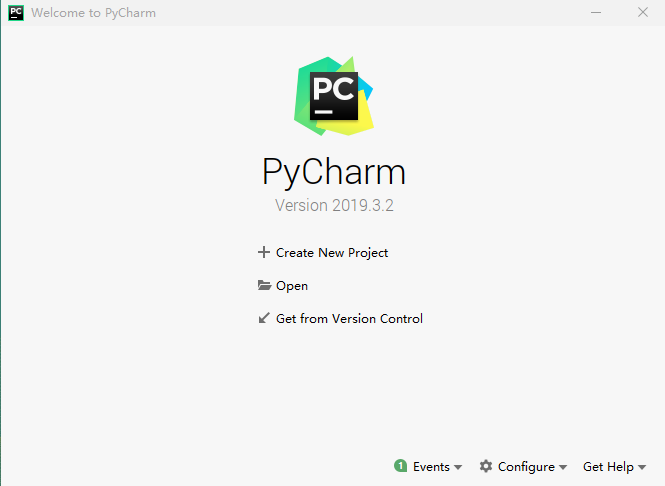 PC Welcome to PyCharm
PC
PyCharm
Version 2019.3.2
Create New Project
Open
Get from Version Control
1 Events Configure Get Help